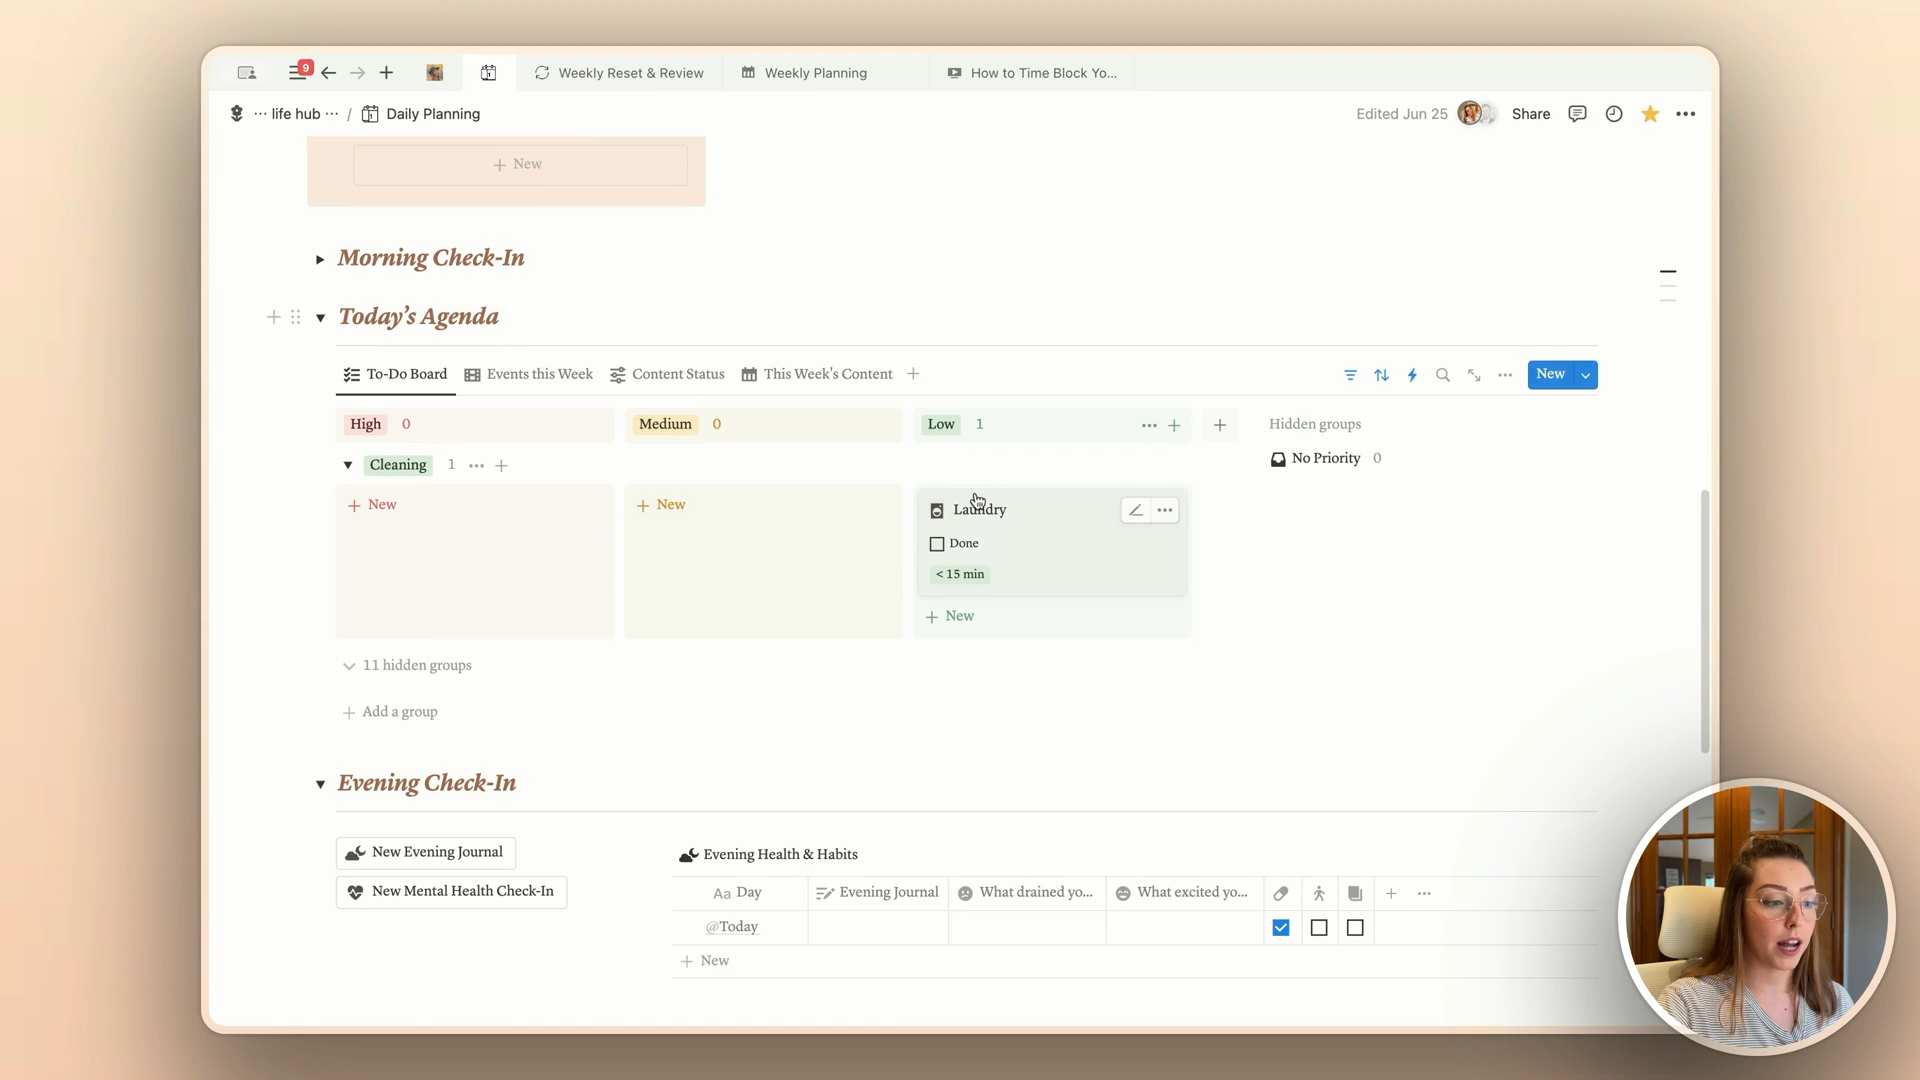 9
Weekly Reset & Review
Weekly Planning
How to Time Block Yo...
··· life hub ··· / Daily Planning
Edited Jun 25
Share
+ New
Morning Check-In
Today's Agenda
To-Do Board
Events this Week
Content Status
This Week's Content
New
High 0
Medium 0
Low 1
Hidden groups
No Priority 0
Cleaning 1
+ New
+ New
Laundry
Done
< 15 min
+ New
11 hidden groups
+ Add a group
Evening Check-In
New Evening Journal
New Mental Health Check-In
Evening Health & Habits
Aa Day
Evening Journal
What drained yo...
What excited yo...
@Today
+ New